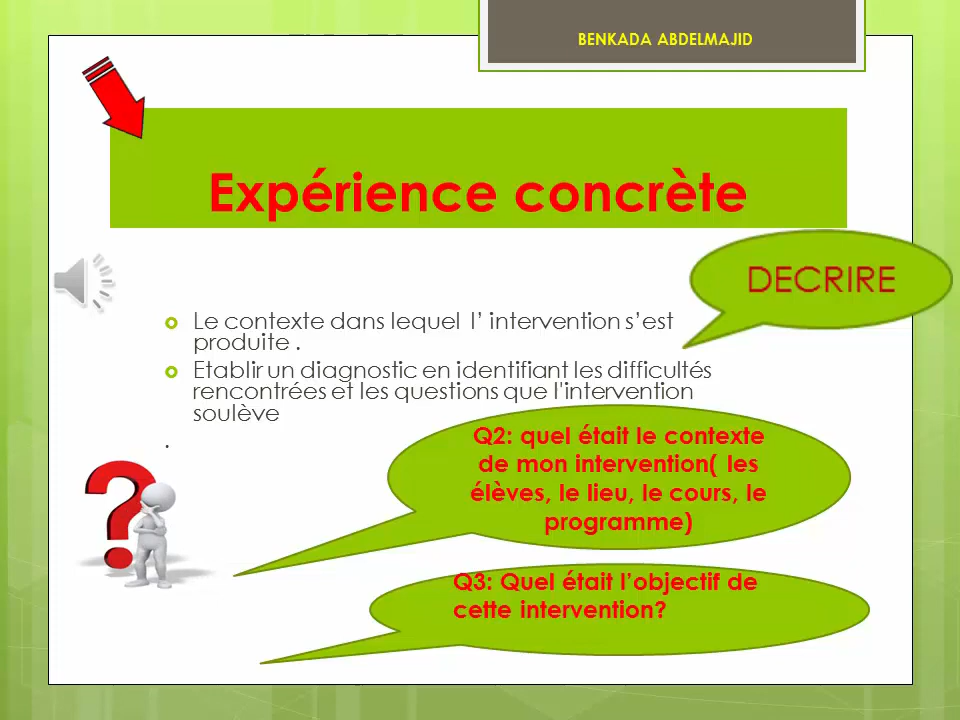 BENKADA ABDELMAJID
Expérience concrète
DECRIRE
Le contexte dans lequel l’ intervention s’est
produite .
Etablir un diagnostic en identifiant les difficultés
rencontrées et les questions que l'intervention
soulève
.
Q2: quel était le contexte
de mon intervention( les
élèves, le lieu, le cours, le
programme)
Q3: Quel était l’objectif de
cette intervention?